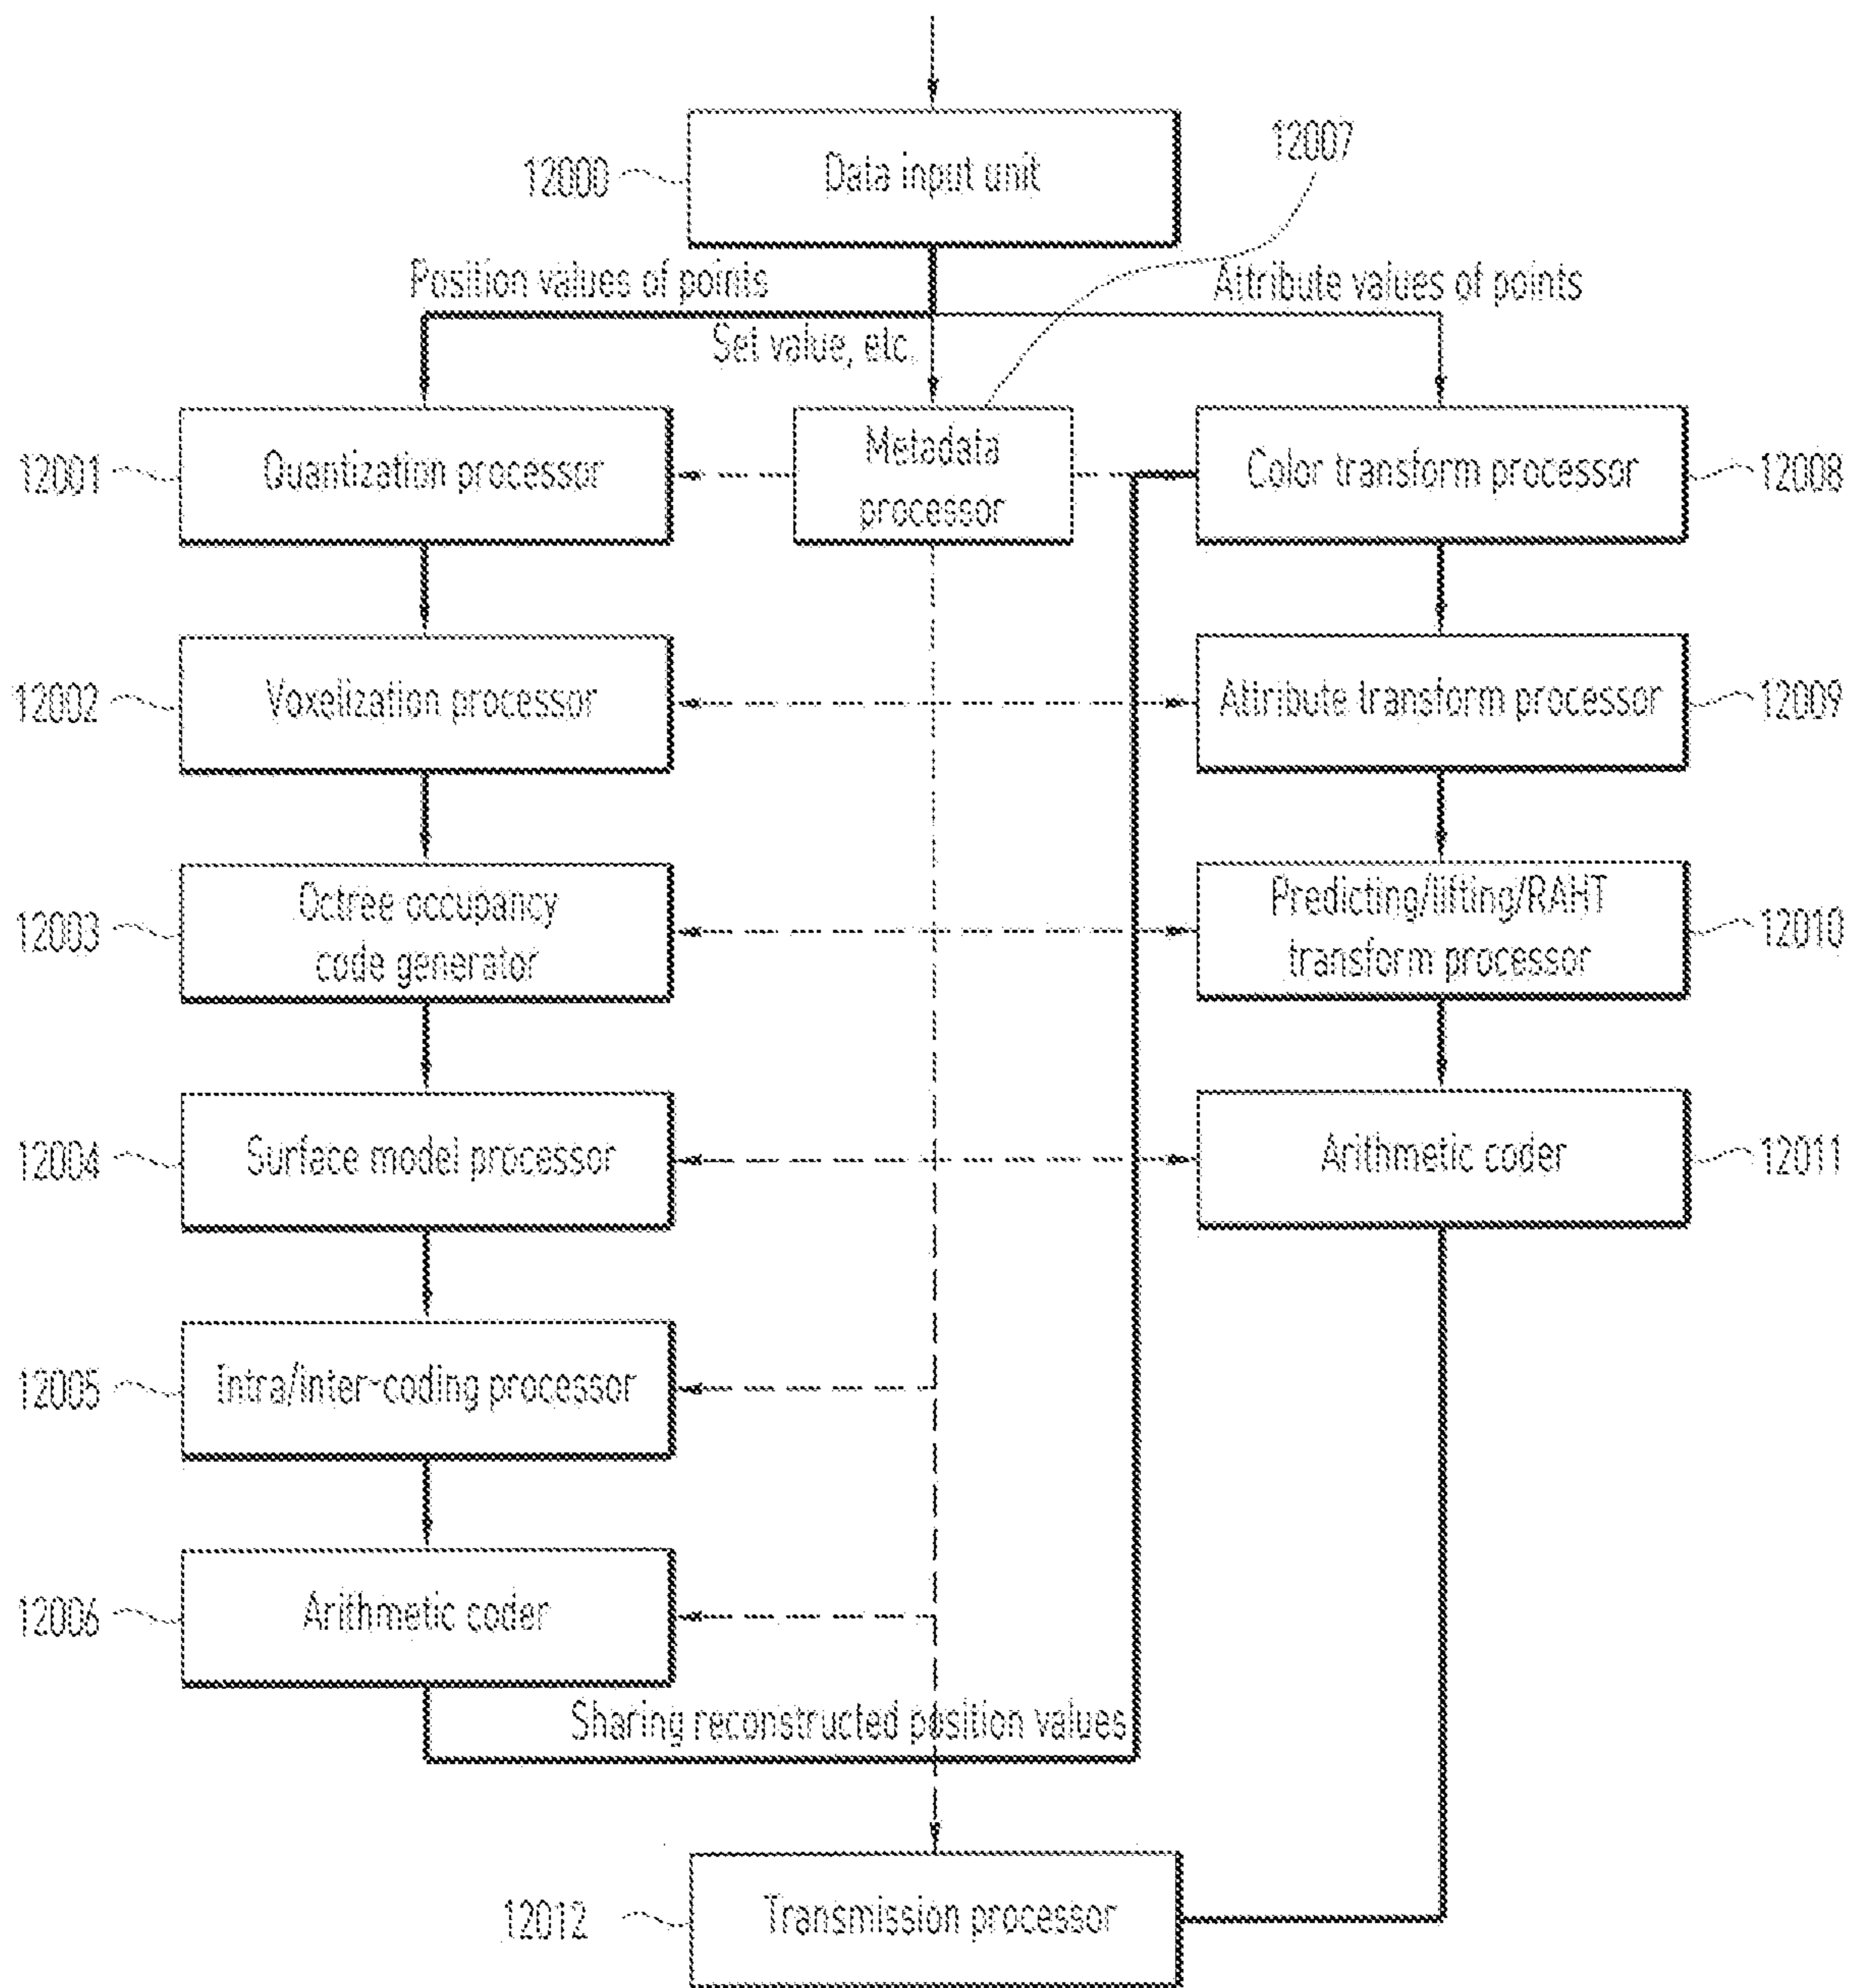 12000
Data input unit
12007
Position values of points
Attribute values of points
Set value, etc.
12001
Quantization processor
Metadata
processor
Color transform processor
12008
12002
Voxelization processor
Attribute transform processor
12009
12003
Octree occupancy
code generator
Predicting/lifting/RAHT
transform processor
12010
12004
Surface model processor
Arithmetic coder
12011
12005
Intra/inter-coding processor
12006
Arithmetic coder
Sharing reconstructed position values
12012
Transmission processor